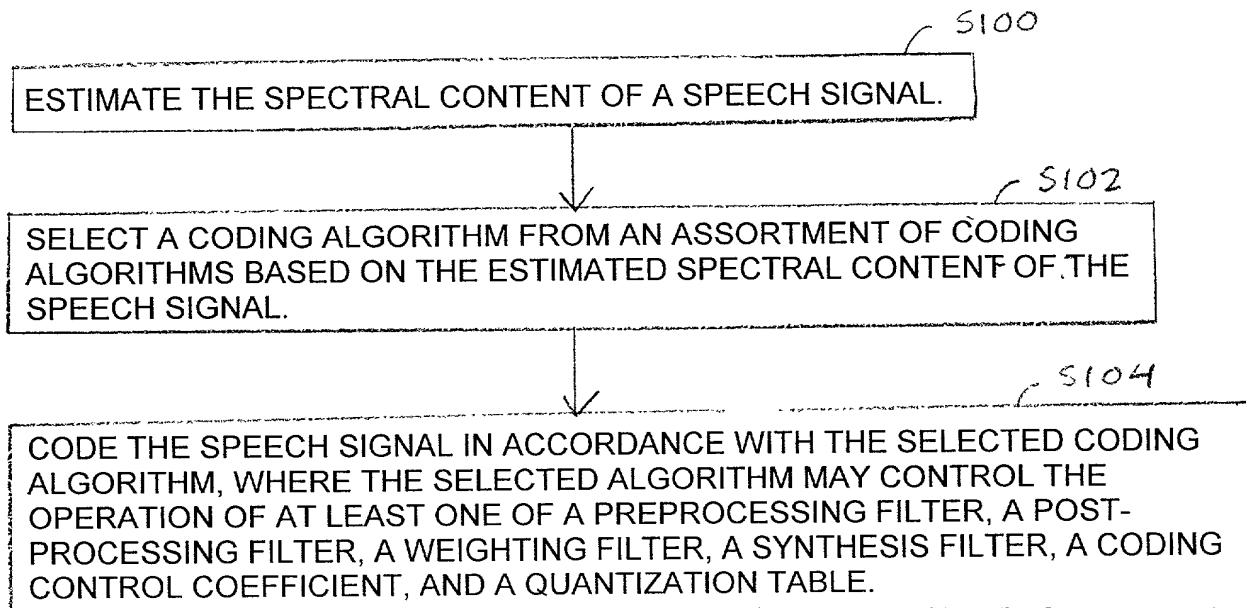 S100
ESTIMATE THE SPECTRAL CONTENT OF A SPEECH SIGNAL.
S102
SELECT A CODING ALGORITHM FROM AN ASSORTMENT OF CODING
ALGORITHMS BASED ON THE ESTIMATED SPECTRAL CONTENT OF THE
SPEECH SIGNAL.
S104
CODE THE SPEECH SIGNAL IN ACCORDANCE WITH THE SELECTED CODING
ALGORITHM, WHERE THE SELECTED ALGORITHM MAY CONTROL THE
OPERATION OF AT LEAST ONE OF A PREPROCESSING FILTER, A POST-
PROCESSING FILTER, A WEIGHTING FILTER, A SYNTHESIS FILTER, A CODING
CONTROL COEFFICIENT, AND A QUANTIZATION TABLE.